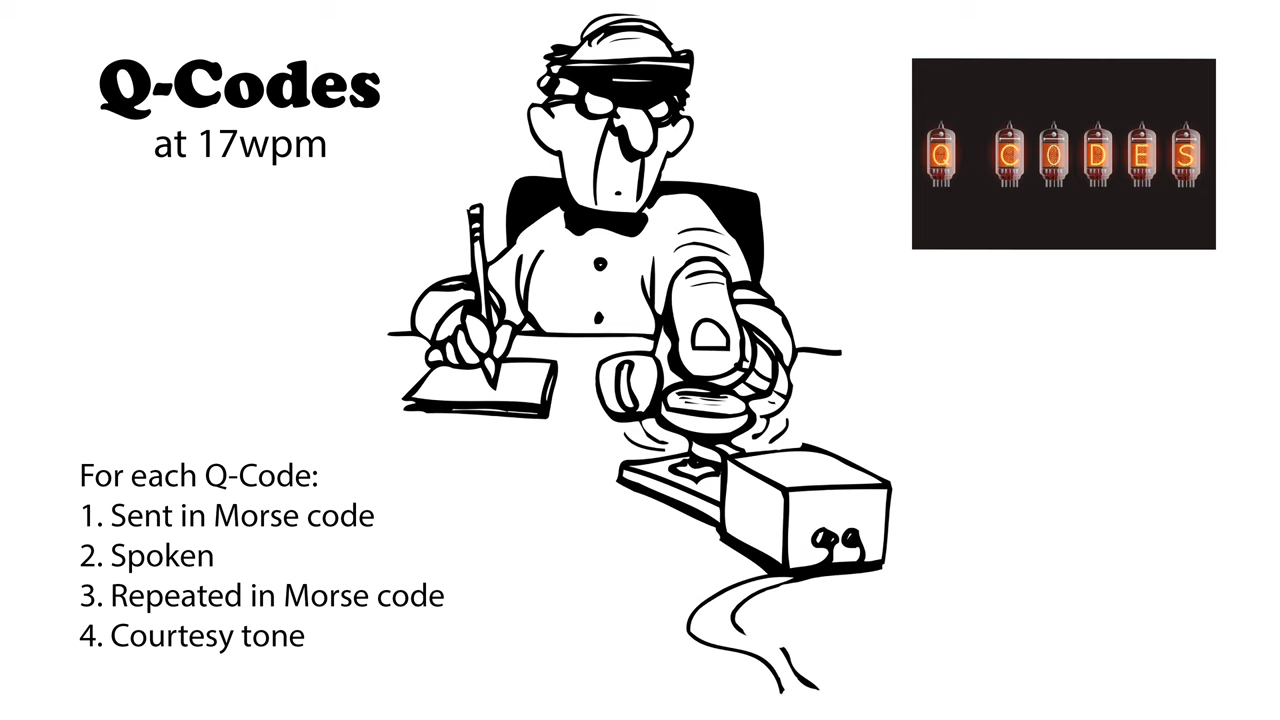 Q-Codes
at 17wpm
Q CODES
For each Q-Code:
1. Sent in Morse code
2. Spoken
3. Repeated in Morse code
4. Courtesy tone